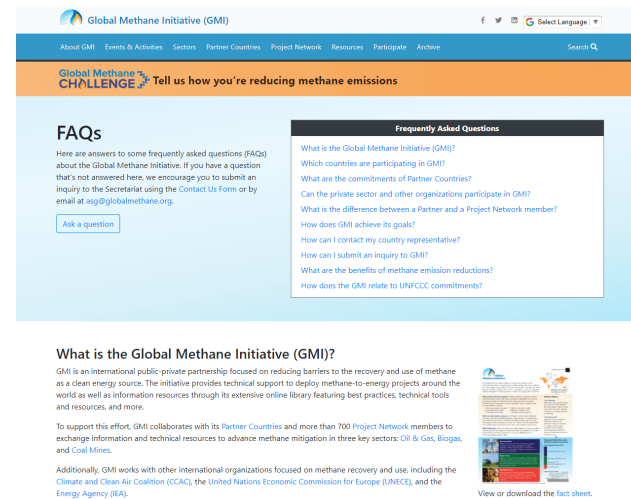 Global Methane Initiative (GMI)
Select Language ▼
About GMI Events & Activities Sectors Partner Countries Project Network Resources Participate Archive Search
Global Methane CHALLENGE Tell us how you're reducing methane emissions
FAQs
Here are answers to some frequently asked questions (FAQs)
about the Global Methane Initiative. If you have a question
that's not answered here, we encourage you to submit an
inquiry to the Secretariat using the Contact Us Form or by
email at asg@globalmethane.org.
Ask a question
Frequently Asked Questions
What is the Global Methane Initiative (GMI)?
Which countries are participating in GMI?
What are the commitments of Partner Countries?
Can the private sector and other organizations participate in GMI?
What is the difference between a Partner and a Project Network member?
How does GMI achieve its goals?
How can I contact my country representative?
How can I submit an inquiry to GMI?
What are the benefits of methane emission reductions?
How does the GMI relate to UNFCCC commitments?
What is the Global Methane Initiative (GMI)?
GMI is an international public-private partnership focused on reducing barriers to the recovery and use of methane
as a clean energy source. The initiative provides technical support to deploy methane-to-energy projects around the
world as well as information resources through its extensive online library featuring best practices, technical tools
and resources, and more.
To support this effort, GMI collaborates with its Partner Countries and more than 700 Project Network members to
exchange information and technical resources to advance methane mitigation in three key sectors: Oil & Gas, Biogas,
and Coal Mines.
Additionally, GMI works with other international organizations focused on methane recovery and use, including the
Climate and Clean Air Coalition (CCAC), the United Nations Economic Commission for Europe (UNECE), and the
Energy Agency (IEA).
View or download the fact sheet.